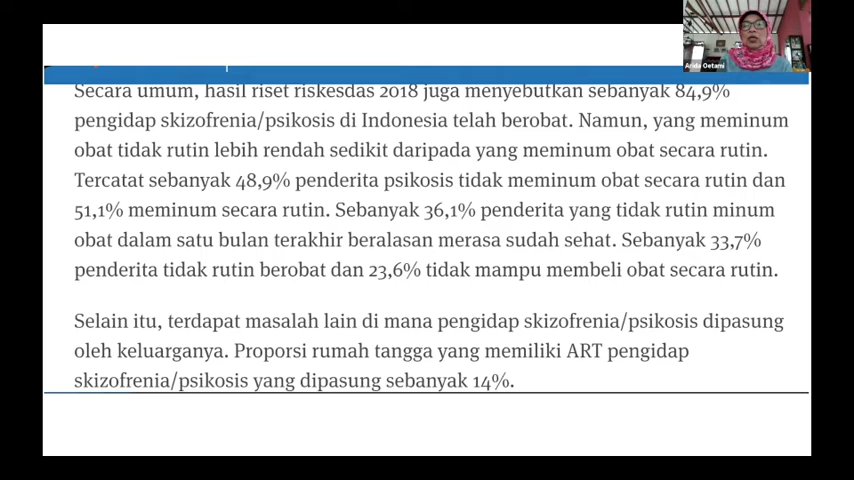 Arida Oetami
Secara umum, hasil riset riskesdas 2018 juga menyebutkan sebanyak 84,9%
pengidap skizofrenia/psikosis di Indonesia telah berobat. Namun, yang meminum
obat tidak rutin lebih rendah sedikit daripada yang meminum obat secara rutin.
Tercatat sebanyak 48,9% penderita psikosis tidak meminum obat secara rutin dan
51,1% meminum secara rutin. Sebanyak 36,1% penderita yang tidak rutin minum
obat dalam satu bulan terakhir beralasan merasa sudah sehat. Sebanyak 33,7%
penderita tidak rutin berobat dan 23,6% tidak mampu membeli obat secara rutin.
Selain itu, terdapat masalah lain di mana pengidap skizofrenia/psikosis dipasung
oleh keluarganya. Proporsi rumah tangga yang memiliki ART pengidap
skizofrenia/psikosis yang dipasung sebanyak 14%.